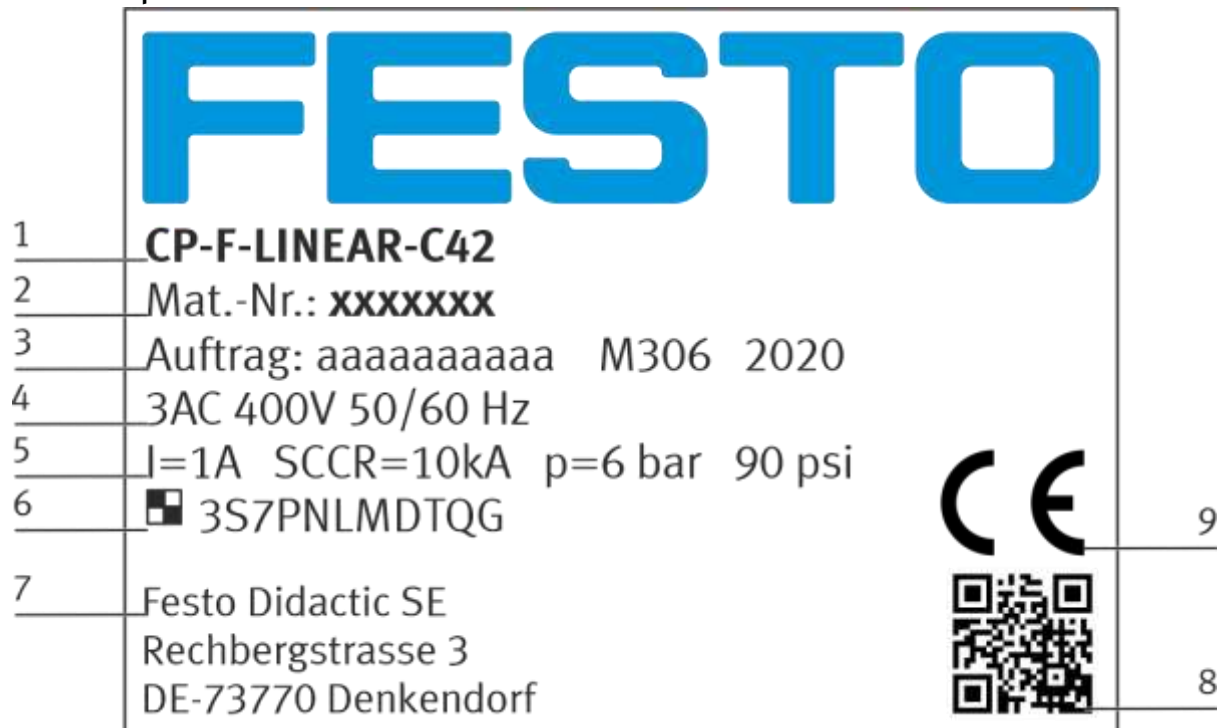 FESTO
1 CP-F-LINEAR-C42
2 Mat.-Nr.: xxxxxxx
3 Auftrag: aaaaaaaaaa M306 2020
4 3AC 400V 50/60 Hz
5 I=1A SCCR=10kA p=6 bar 90 psi
6 3S7PNLMDTQG
CE 9
7 Festo Didactic SE
Rechbergstrasse 3
DE-73770 Denkendorf
8